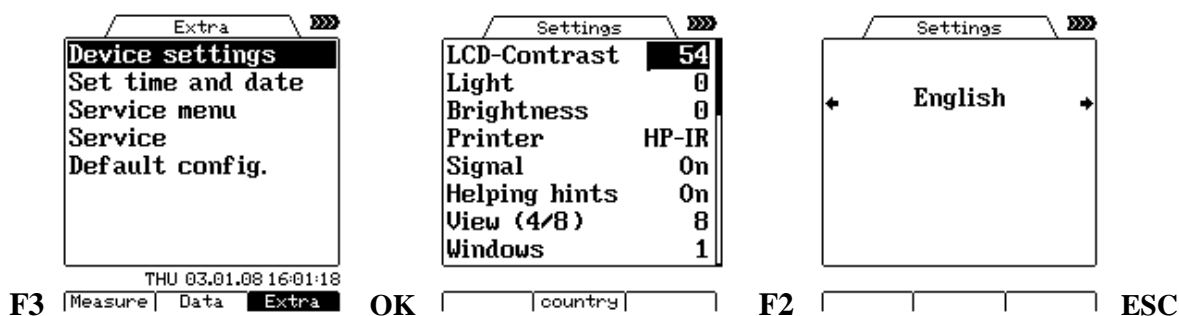 Extra
Device settings
Set time and date
Service menu
Service
Default config.
THU 03.01.08 16:01:18
F3
Measure Data Extra
OK
Settings
LCD-Contrast 54
Light 0
Brightness 0
Printer HP-IR
Signal On
Helping hints On
View (4/8) 8
Windows 1
country
F2
Settings
English
ESC